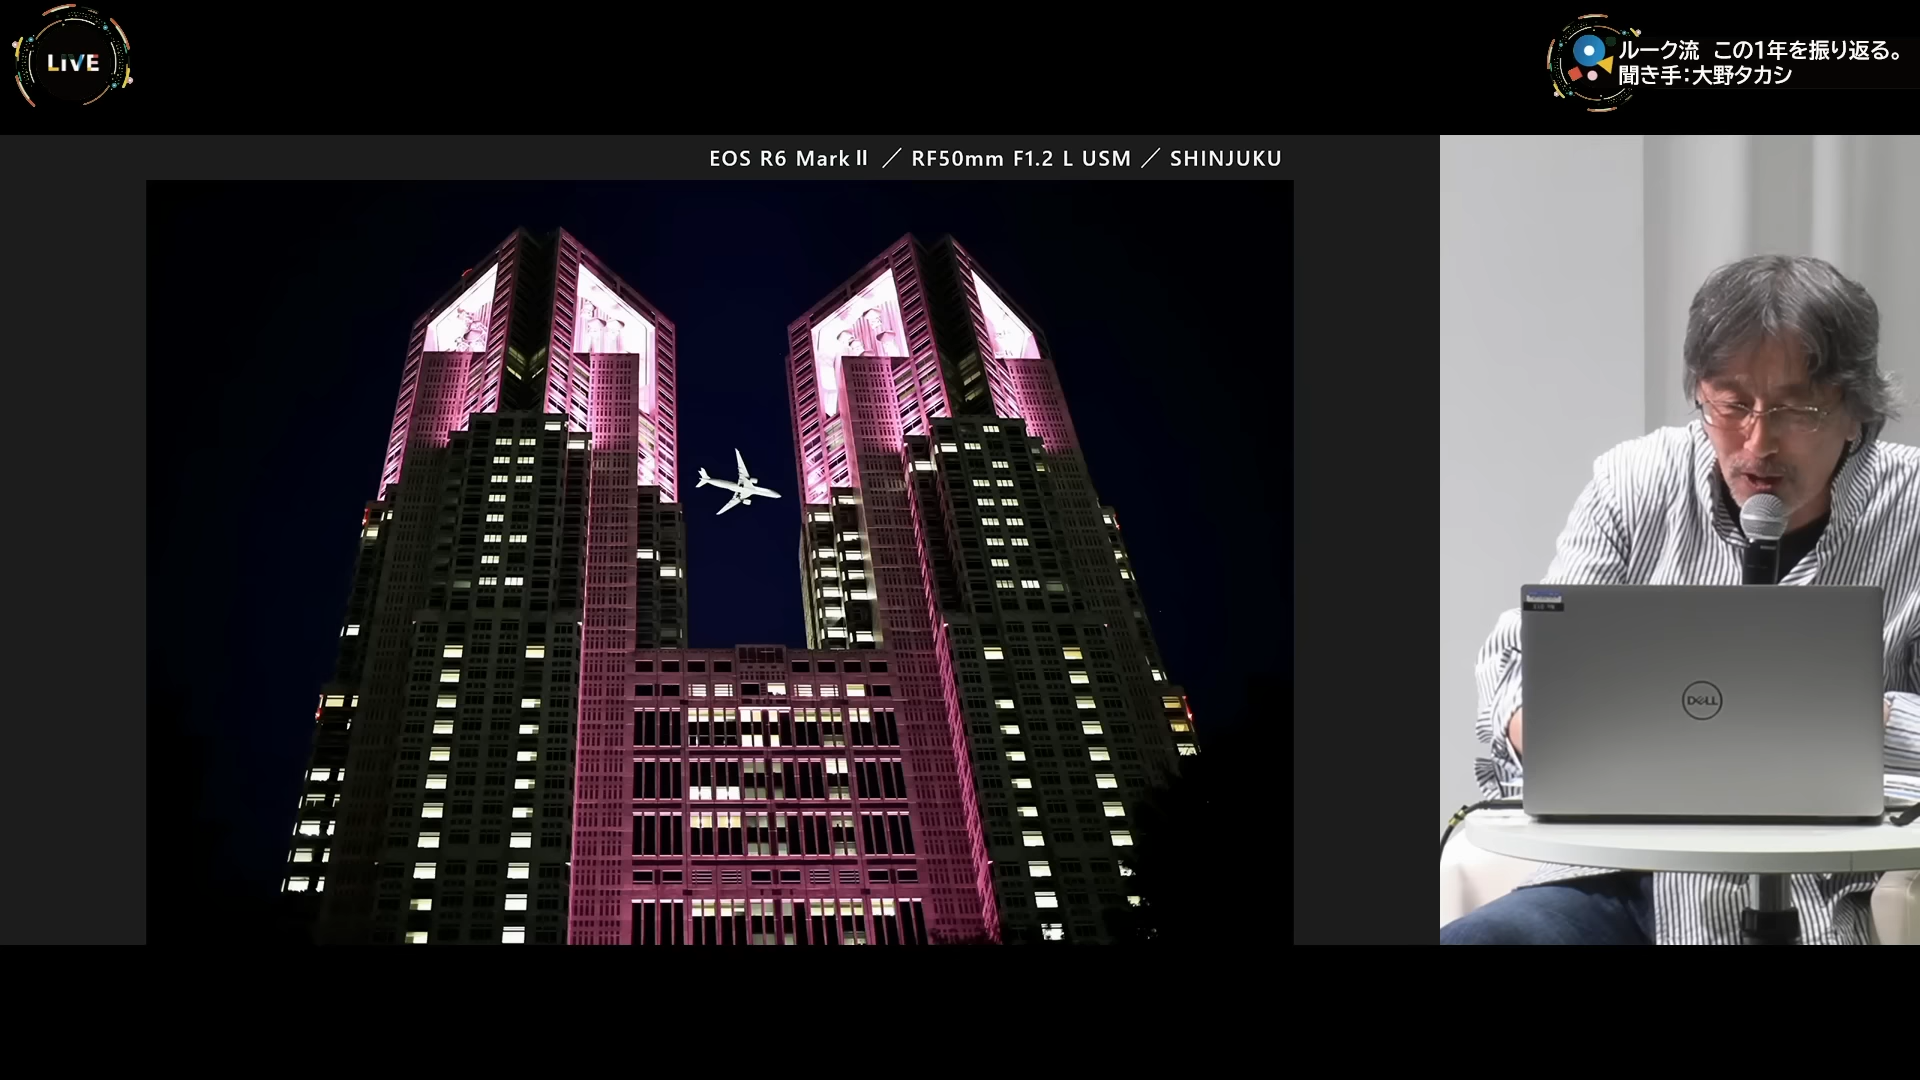 LiVE
ルーク流 この1年を振り返る。
聞き手：大野タカシ
EOS R6 Mark Ⅱ ／ RF50mm F1.2 L USM ／ SHINJUKU
DELL